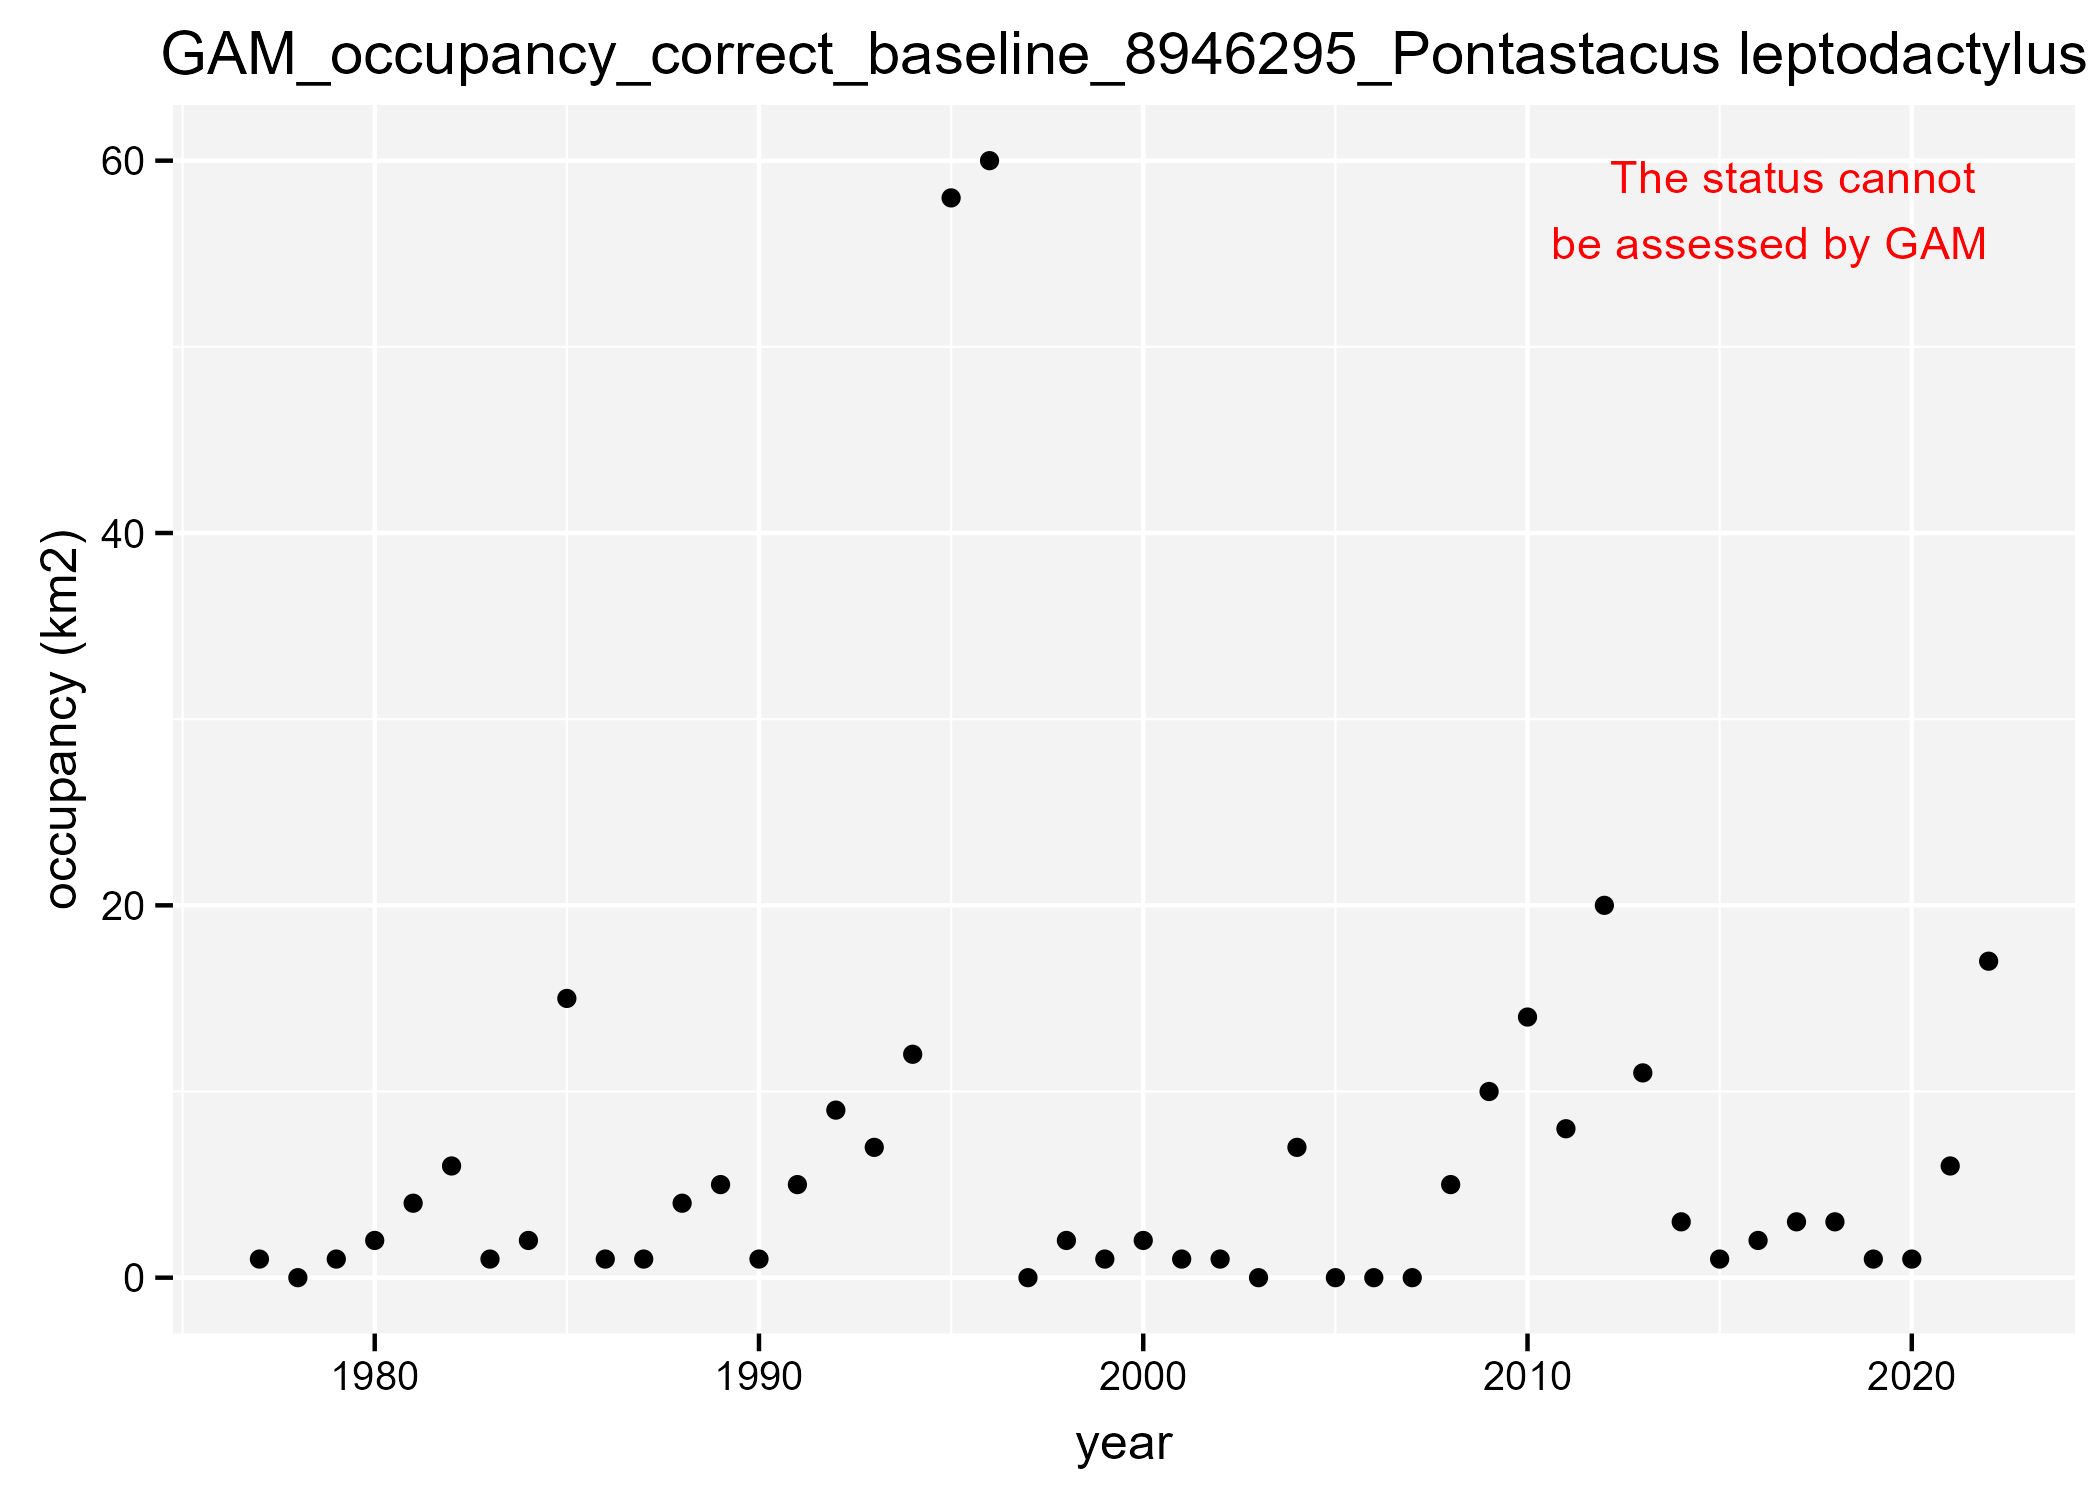 GAM_occupancy_correct_baseline_8946295_Pontastacus leptodactylus
The status cannot
be assessed by GAM
60
40
20
0
occupancy (km2)
1980 1990 2000 2010 2020
year